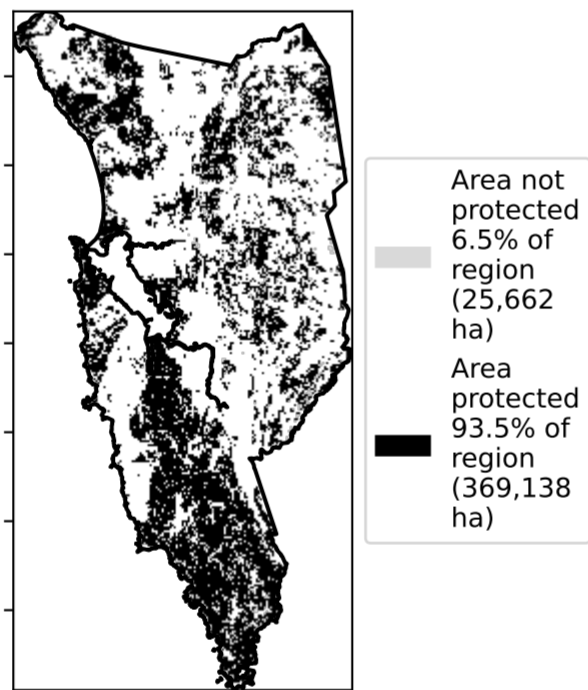 Area not
protected
6.5% of
region
(25,662
ha)
Area
protected
93.5% of
region
(369,138
ha)